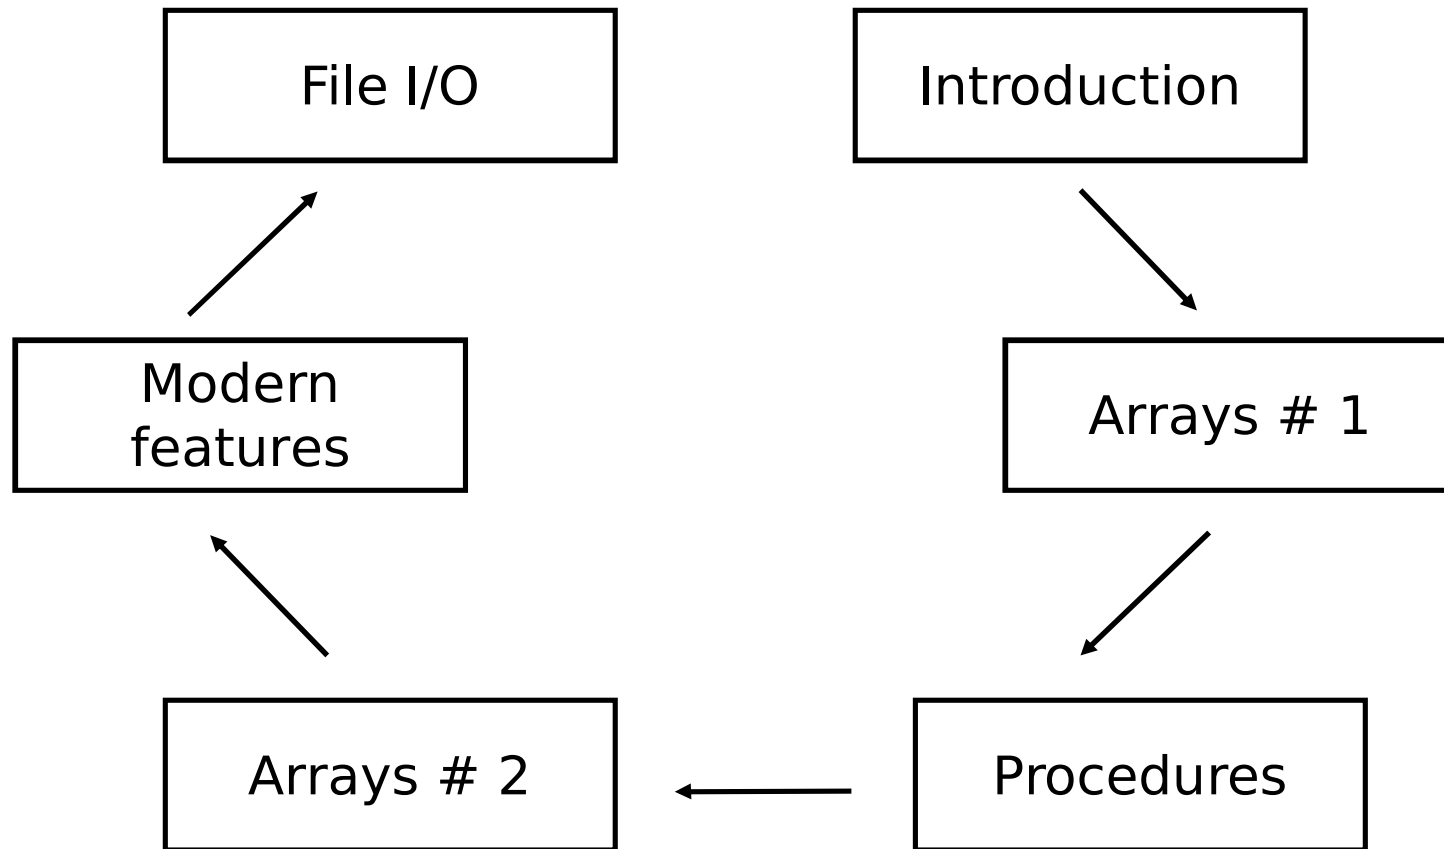 File I/O
Introduction
Modern
features
Arrays # 1
Arrays # 2
Procedures